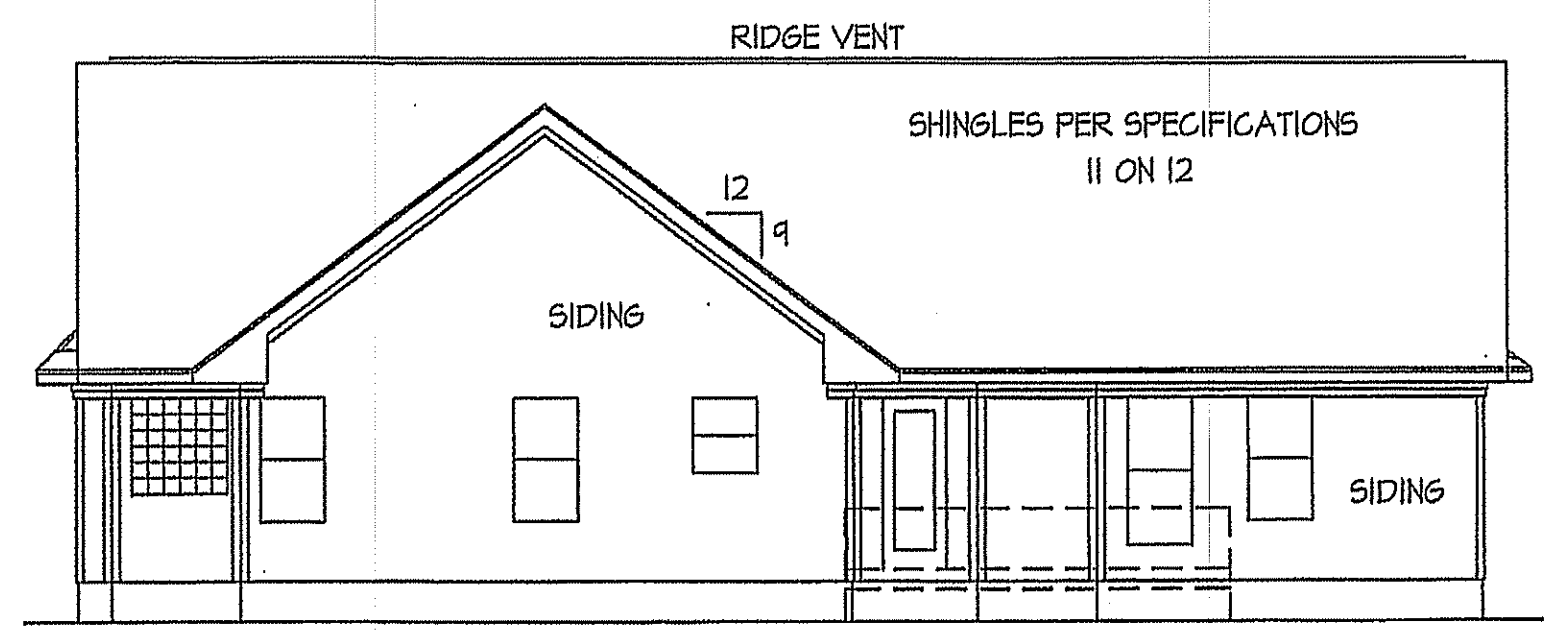 RIDGE VENT
SHINGLES PER SPECIFICATIONS
11 ON 12
12
9
SIDING
SIDING